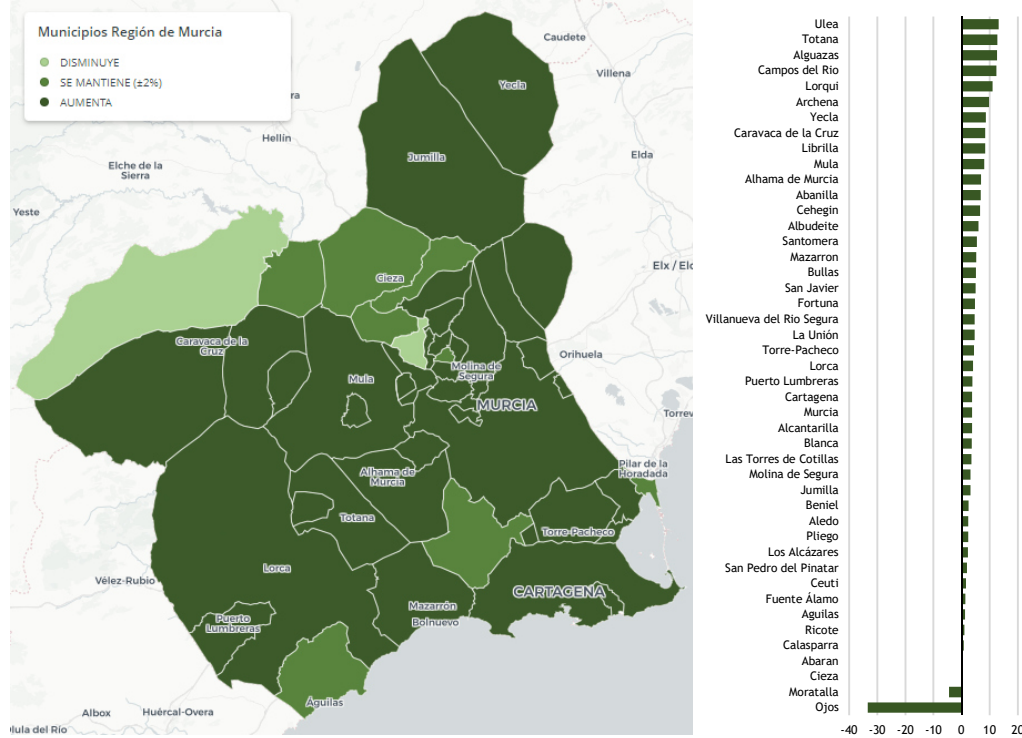 Municipios Región de Murcia
DISMINUYE
SE MANTIENE (±2%)
AUMENTA
Caudete
Villena
Yecla
ra
Hellín
Elda
Jumilla
Elche de la
Sierra
Yeste
Elx / Elc
Cieza
Caravaca de la
Cruz
Orihuela
Mula
Molina de
Segura
MURCIA
Torrev
Pilar de la
Horadada
Alhama de
Murcia
Totana
Torre-Pacheco
Lorca
Vélez-Rubio
CARTAGENA
Mazarrón
Bolnuevo
Puerto
Lumbreras
Águilas
Albox
Huércal-Overa
lula del Río
Ulea
Totana
Alguazas
Campos del Rio
Lorqui
Archena
Yecla
Caravaca de la Cruz
Librilla
Mula
Alhama de Murcia
Abanilla
Cehegin
Albudeite
Santomera
Mazarron
Bullas
San Javier
Fortuna
Villanueva del Rio Segura
La Unión
Torre-Pacheco
Lorca
Puerto Lumbreras
Cartagena
Murcia
Alcantarilla
Blanca
Las Torres de Cotillas
Molina de Segura
Jumilla
Beniel
Aledo
Pliego
Los Alcázares
San Pedro del Pinatar
Ceuti
Fuente Álamo
Aguilas
Ricote
Calasparra
Abaran
Cieza
Moratalla
Ojos
-40 -30 -20 -10 0 10 20